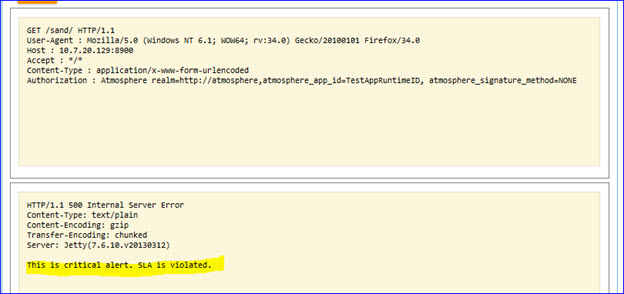 GET /sand/ HTTP/1.1
User-Agent : Mozilla/5.0 (Windows NT 6.1; WOW64; rv:34.0) Gecko/20100101 Firefox/34.0
Host : 10.7.20.129:8900
Accept : */*
Content-Type : application/x-www-form-urlencoded
Authorization : Atmosphere realm=http://atmosphere,atmosphere_app_id=TestAppRuntimeID, atmosphere_signature_method=NONE
HTTP/1.1 500 Internal Server Error
Content-Type: text/plain
Content-Encoding: gzip
Transfer-Encoding: chunked
Server: Jetty(7.6.10.v20130312)
This is critical alert. SLA is violated.